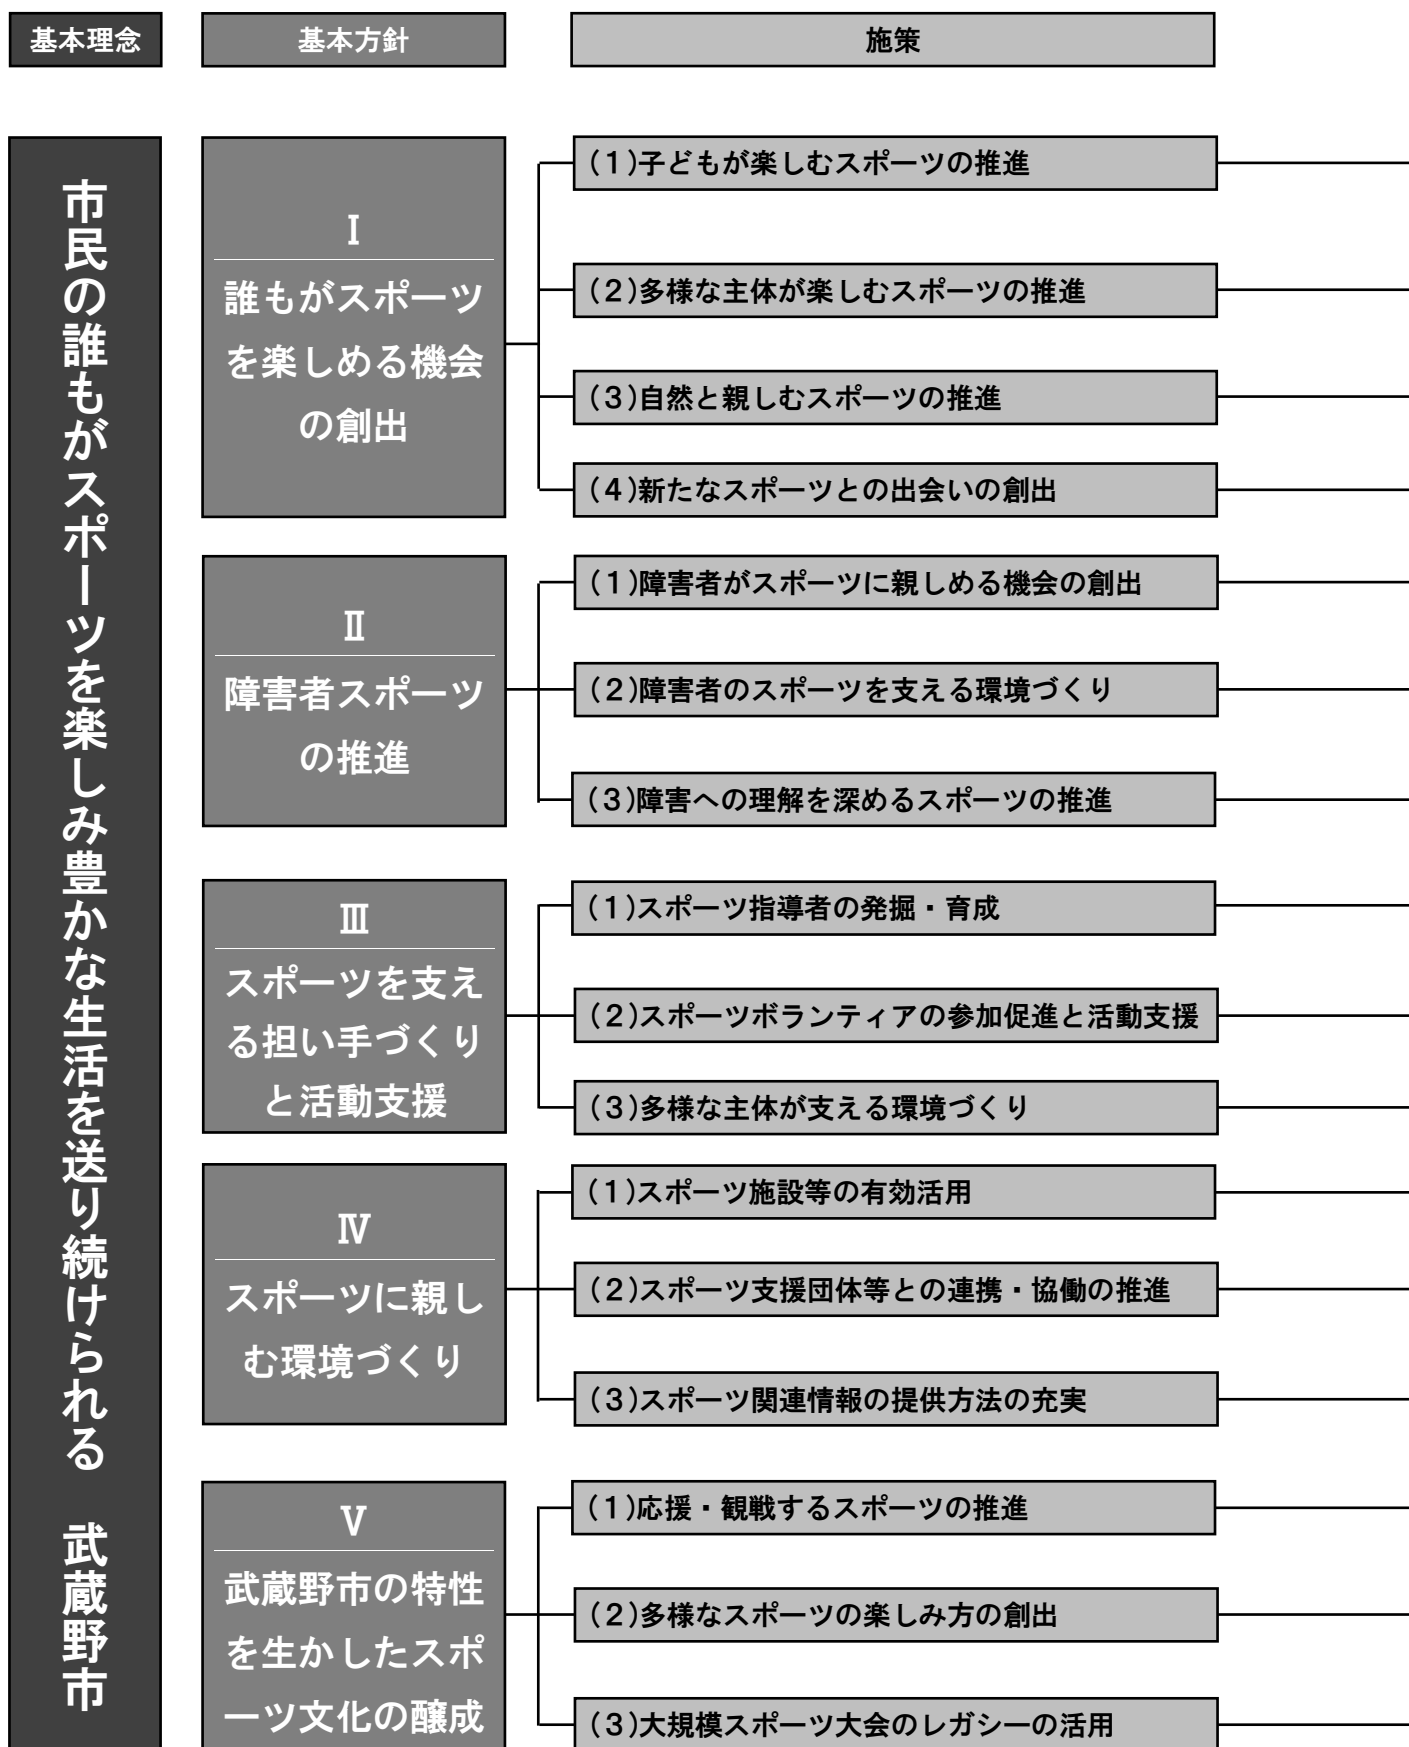 基本理念
基本方針
施策
市民の誰もがスポーツを楽しみ豊かな生活を送り続けられる　武蔵野市
Ⅰ
誰もがスポーツ
を楽しめる機会
の創出
(１)子どもが楽しむスポーツの推進
(２)多様な主体が楽しむスポーツの推進
(３)自然と親しむスポーツの推進
(４)新たなスポーツとの出会いの創出
Ⅱ
障害者スポーツ
の推進
(１)障害者がスポーツに親しめる機会の創出
(２)障害者のスポーツを支える環境づくり
(３)障害への理解を深めるスポーツの推進
Ⅲ
スポーツを支え
る担い手づくり
と活動支援
(１)スポーツ指導者の発掘・育成
(２)スポーツボランティアの参加促進と活動支援
(３)多様な主体が支える環境づくり
Ⅳ
スポーツに親し
む環境づくり
(１)スポーツ施設等の有効活用
(２)スポーツ支援団体等との連携・協働の推進
(３)スポーツ関連情報の提供方法の充実
Ⅴ
武蔵野市の特性
を生かしたスポ
ーツ文化の醸成
(１)応援・観戦するスポーツの推進
(２)多様なスポーツの楽しみ方の創出
(３)大規模スポーツ大会のレガシーの活用